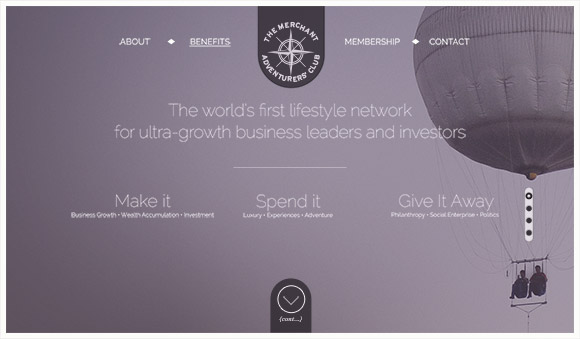 ABOUT
BENEFITS
THE MERCHANT
ADVENTURERS' CLUB
MEMBERSHIP
CONTACT
The world's first lifestyle network
for ultra-growth business leaders and investors
Make it
Business Growth • Wealth Accumulation • Investment
Spend it
Luxury • Experiences • Adventure
Give It Away
Philanthropy • Social Enterprise • Politics
(cont...)